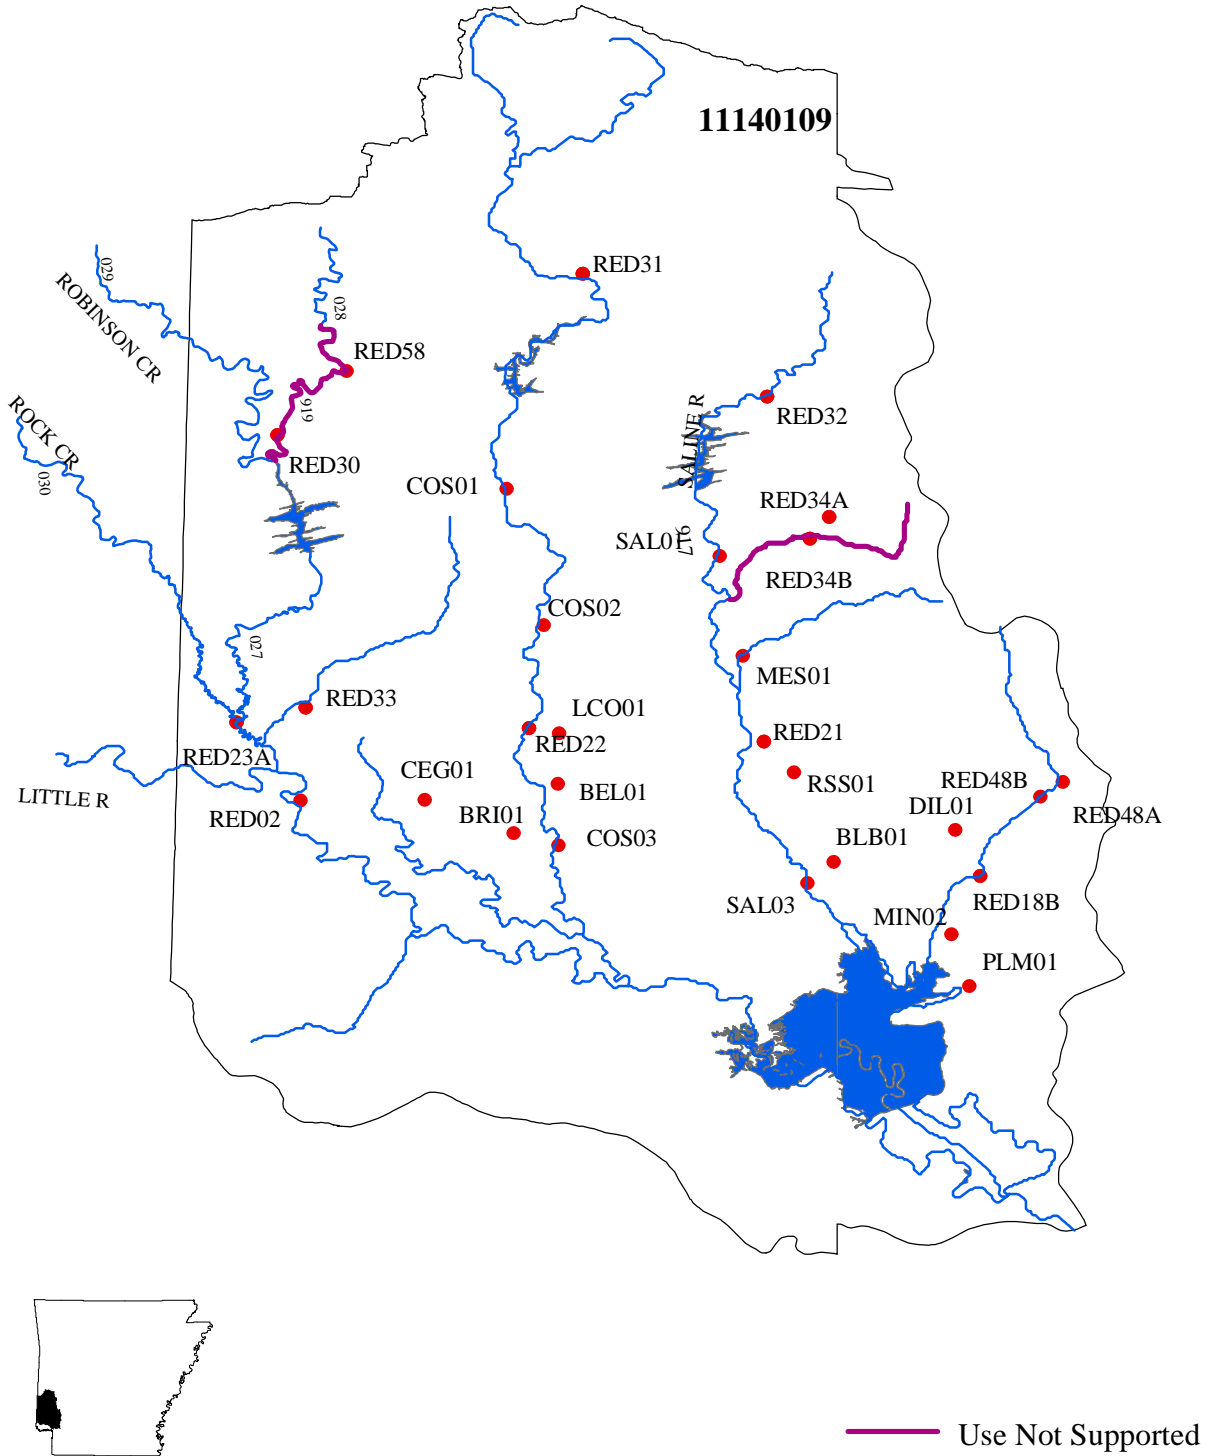 11140109
RED31
029
ROBINSON CR
028
RED58
919
ROCK CR
030
RED30
RED32
SALINE R
COS01
RED34A
SAL01
917
RED34B
COS02
027
MES01
RED33
LCO01
RED22
RED21
RED23A
CEG01
BEL01
RSS01
RED48B
RED48A
LITTLE R
RED02
BRI01
DIL01
COS03
BLB01
SAL03
RED18B
MIN02
PLM01
Use Not Supported